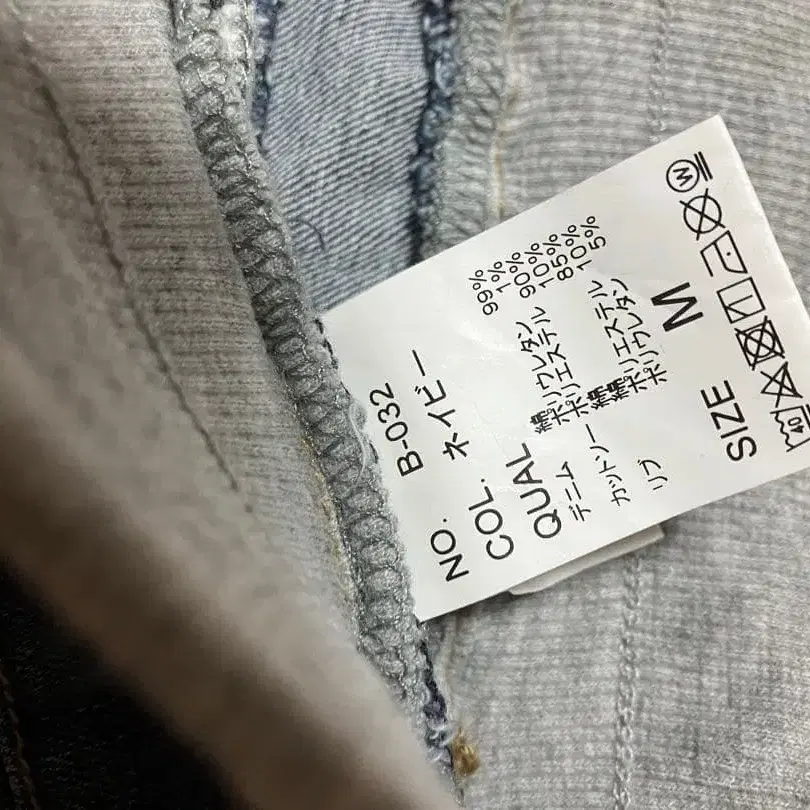 NO. B-032
COL. ネイビー
QUAL
デニム 綿 99%
ポリウレタン 1%
カットソー 綿 90%
ポリエステル 10%
リブ 綿 85%
ポリエステル 10%
ポリウレタン 5%
SIZE M
40 W